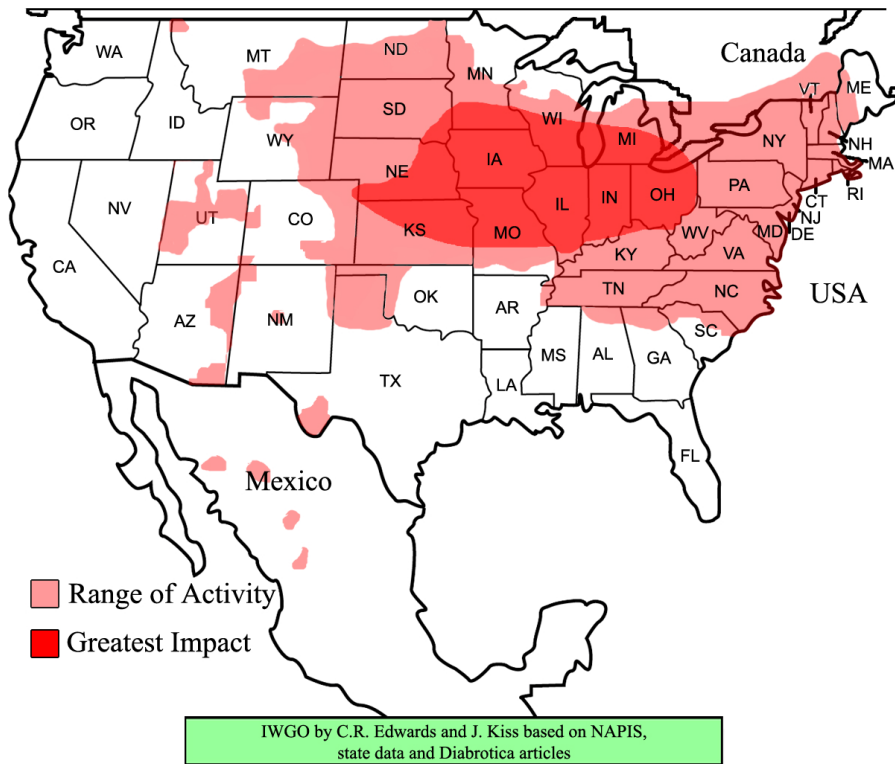 WA
MT
ND
MN
Canada
VT
ME
OR
ID
SD
WI
MI
NY
NH
MA
WY
NE
IA
PA
RI
CT
NV
UT
CO
IL
IN
OH
NJ
MD
DE
CA
KS
MO
WV
VA
KY
USA
AZ
NM
OK
AR
TN
NC
SC
TX
LA
MS
AL
GA
FL
Mexico
Range of Activity
Greatest Impact
IWGO by C.R. Edwards and J. Kiss based on NAPIS,
state data and Diabrotica articles